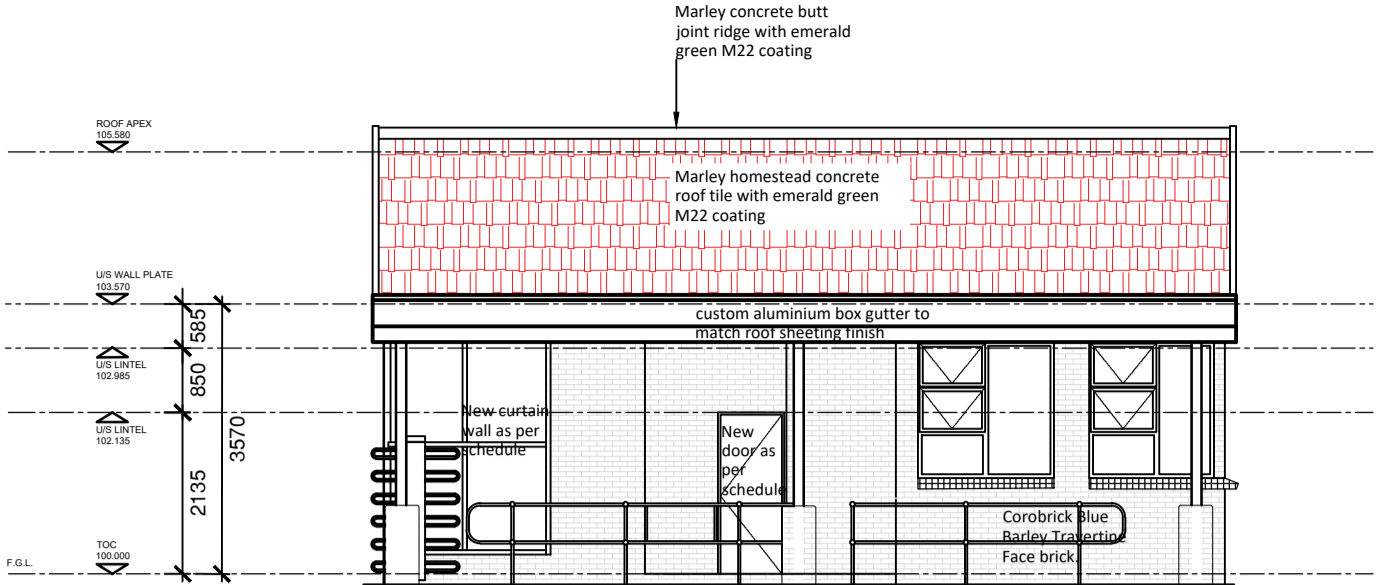 Marley concrete butt
joint ridge with emerald
green M22 coating
ROOF APEX
105.580
Marley homestead concrete
roof tile with emerald green
M22 coating
U/S WALL PLATE
103.570
585
custom aluminium box gutter to
match roof sheeting finish
U/S LINTEL
102.985
850
3570
U/S LINTEL
102.135
New curtain
wall as per
schedule
New
door as
per
schedule
2135
Corobrick Blue
Barley Travertine
Face brick.
TOC
100.000
F.G.L.